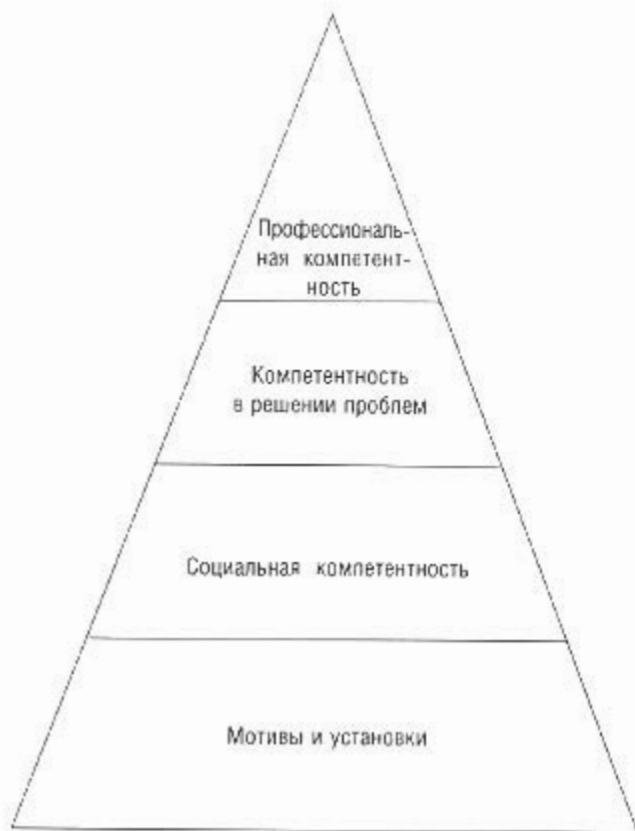 Профессиональ-
ная компетент-
ность
Компетентность
в решении проблем
Социальная компетентность
Мотивы и установки